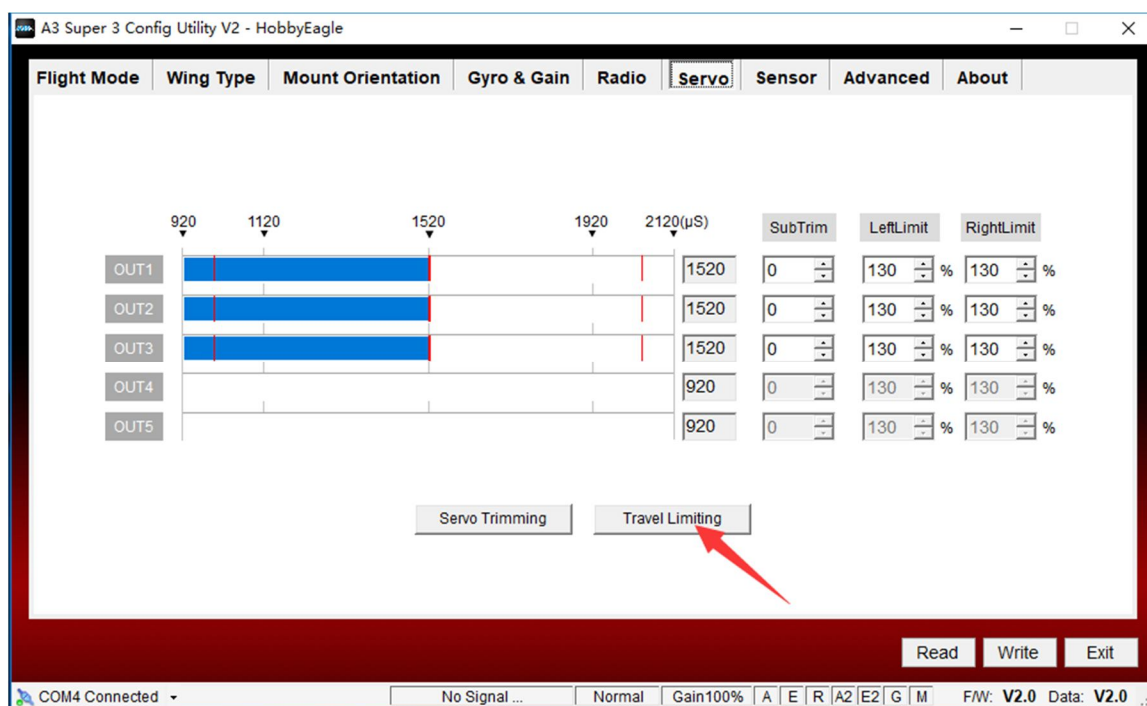 A3 Super 3 Config Utility V2 - HobbyEagle
Flight Mode Wing Type Mount Orientation Gyro & Gain Radio Servo Sensor Advanced About
920 1120 1520 1920 2120(μS) SubTrim LeftLimit RightLimit
OUT1 1520 0 130 % 130 %
OUT2 1520 0 130 % 130 %
OUT3 1520 0 130 % 130 %
OUT4 920 0 130 % 130 %
OUT5 920 0 130 % 130 %
Servo Trimming Travel Limiting
Read Write Exit
COM4 Connected No Signal ... Normal Gain100% A E R A2 E2 G M F/W: V2.0 Data: V2.0